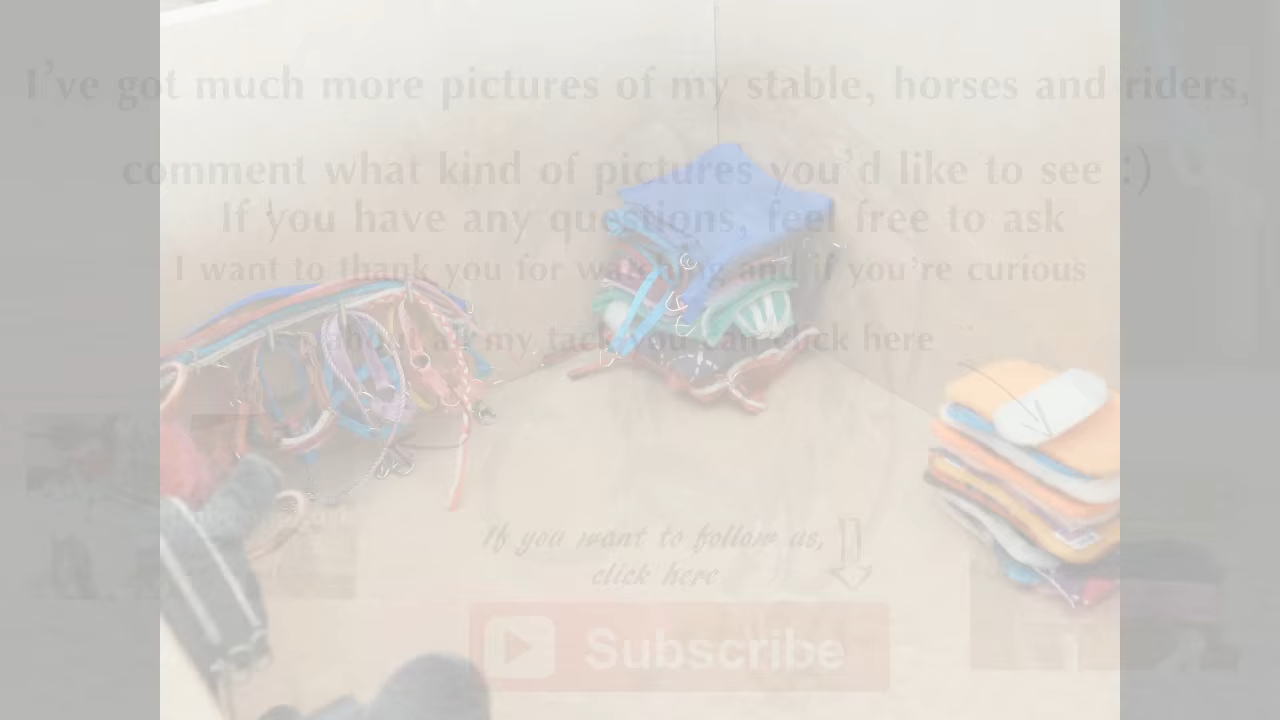 I've got much more pictures of my stable, horses and riders,
comment what kind of pictures you'd like to see :)
If you have any questions, feel free to ask
I want to thank you for watching and if you're curious
about all my tack you can click here
If you want to follow us,
click here
Subscribe